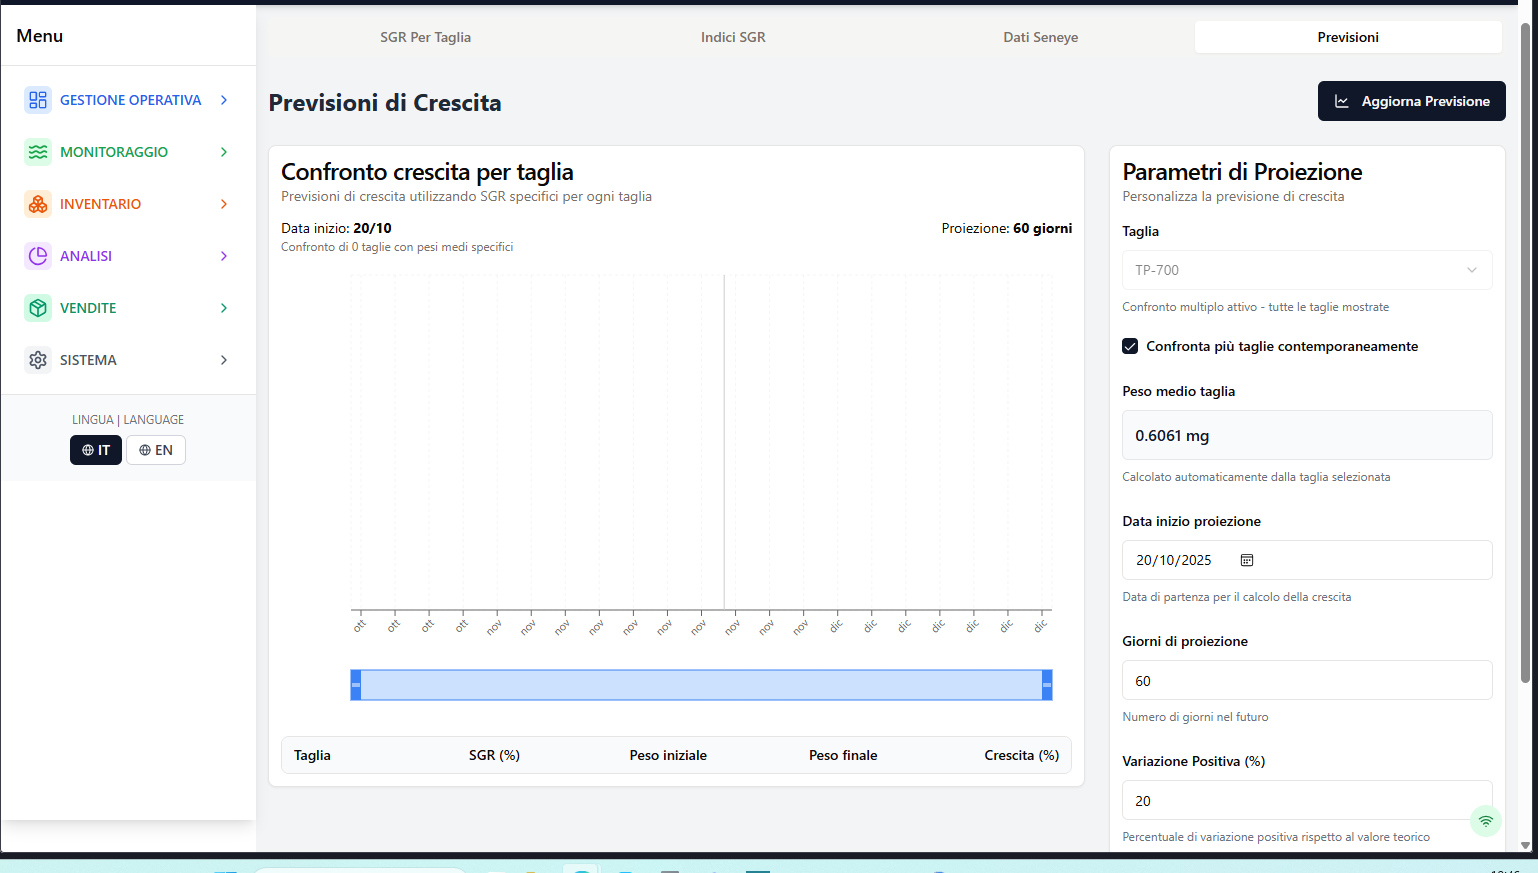 Menu
GESTIONE OPERATIVA
MONITORAGGIO
INVENTARIO
ANALISI
VENDITE
SISTEMA
LINGUA | LANGUAGE
IT
EN
SGR Per Taglia
Indici SGR
Dati Seneye
Previsioni
Previsioni di Crescita
Aggiorna Previsione
Confronto crescita per taglia
Previsioni di crescita utilizzando SGR specifici per ogni taglia
Data inizio: 20/10
Proiezione: 60 giorni
Confronto di 0 taglie con pesi medi specifici
ott ott ott ott nov nov nov nov nov nov nov nov nov nov dic dic dic dic dic dic dic
Taglia SGR (%) Peso iniziale Peso finale Crescita (%)
Parametri di Proiezione
Personalizza la previsione di crescita
Taglia
TP-700
Confronto multiplo attivo - tutte le taglie mostrate
Confronta più taglie contemporaneamente
Peso medio taglia
0.6061 mg
Calcolato automaticamente dalla taglia selezionata
Data inizio proiezione
20/10/2025
Data di partenza per il calcolo della crescita
Giorni di proiezione
60
Numero di giorni nel futuro
Variazione Positiva (%)
20
Percentuale di variazione positiva rispetto al valore teorico